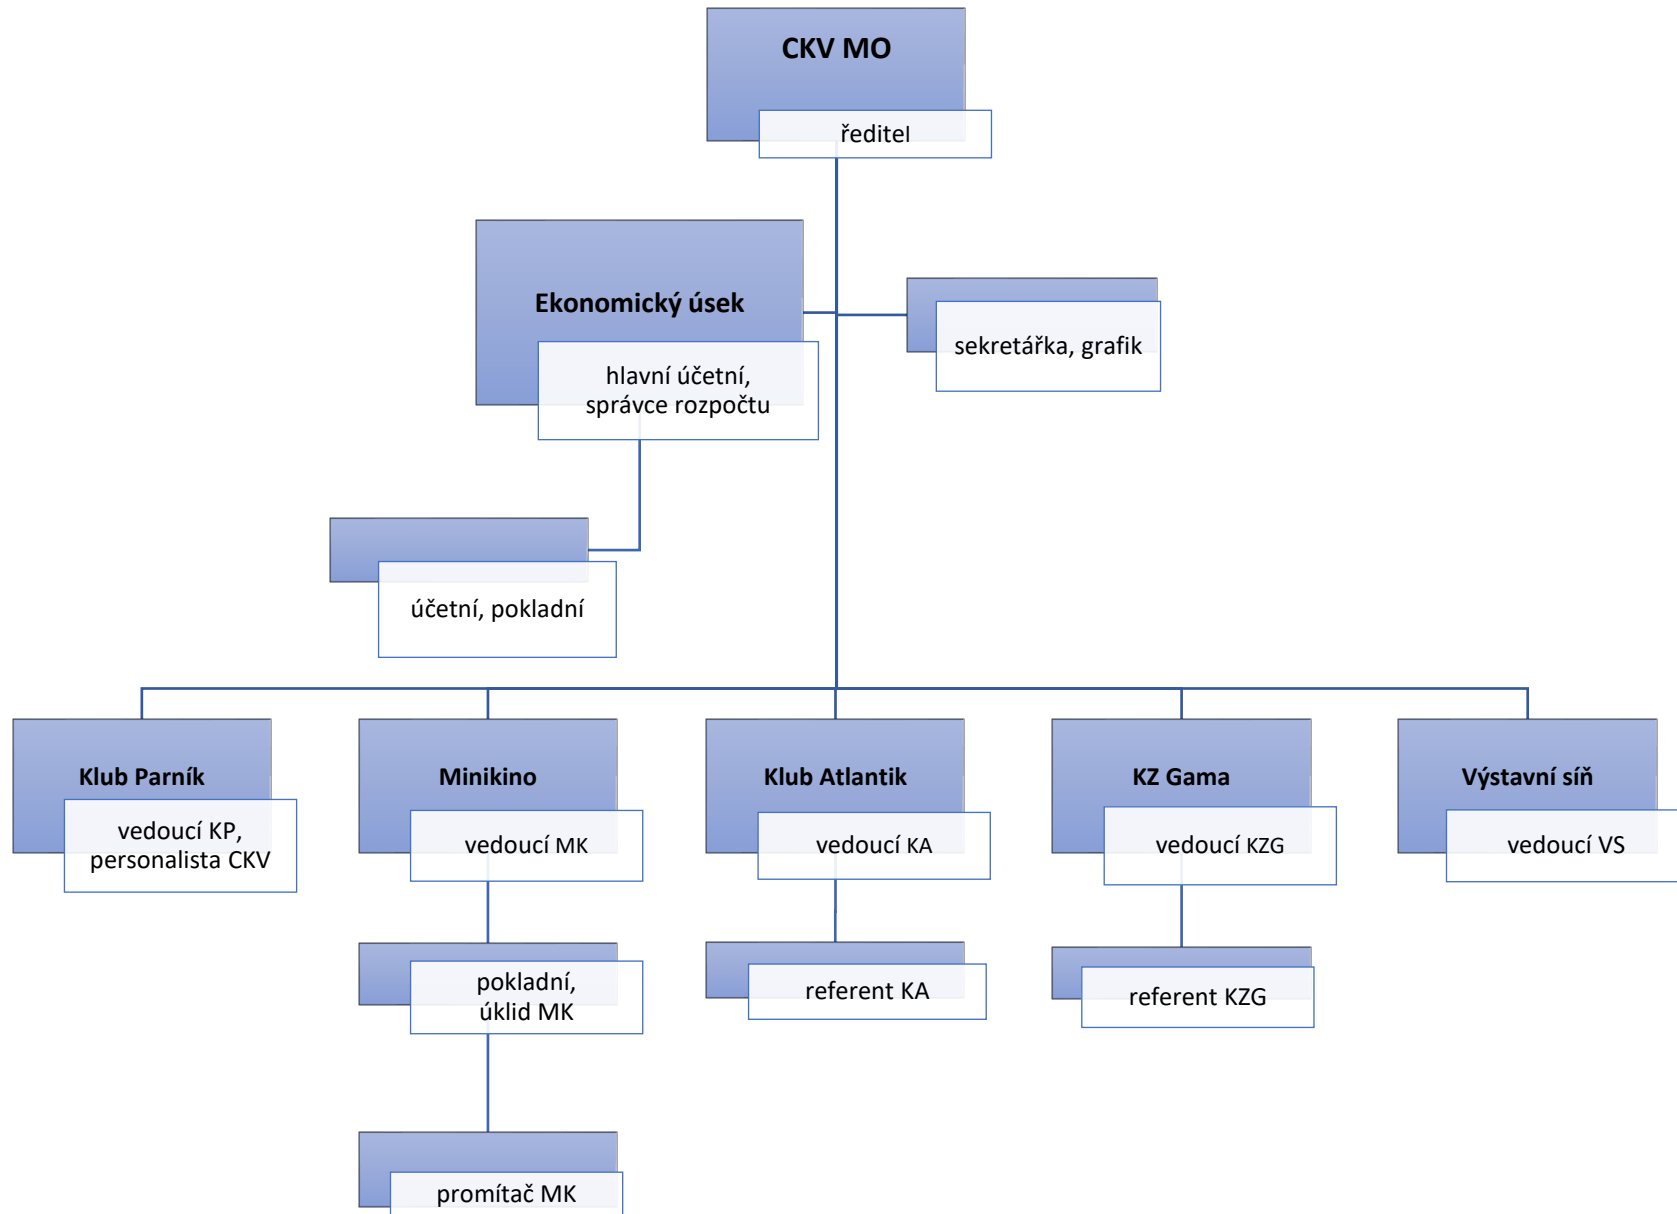 CKV MO
ředitel
Ekonomický úsek
hlavní účetní,
správce rozpočtu
sekretářka, grafik
účetní, pokladní
Klub Parník
vedoucí KP,
personalista CKV
Minikino
vedoucí MK
Klub Atlantik
vedoucí KA
KZ Gama
vedoucí KZG
Výstavní síň
vedoucí VS
pokladní,
úklid MK
referent KA
referent KZG
promítač MK